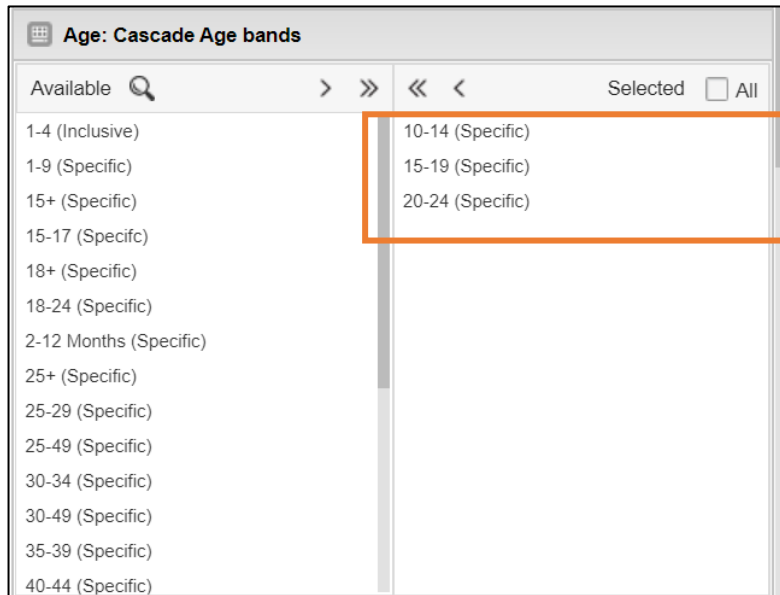 Age: Cascade Age bands
Available
Selected All
1-4 (Inclusive)
1-9 (Specific)
15+ (Specific)
15-17 (Specifc)
18+ (Specific)
18-24 (Specific)
2-12 Months (Specific)
25+ (Specific)
25-29 (Specific)
25-49 (Specific)
30-34 (Specific)
30-49 (Specific)
35-39 (Specific)
40-44 (Specific)
10-14 (Specific)
15-19 (Specific)
20-24 (Specific)